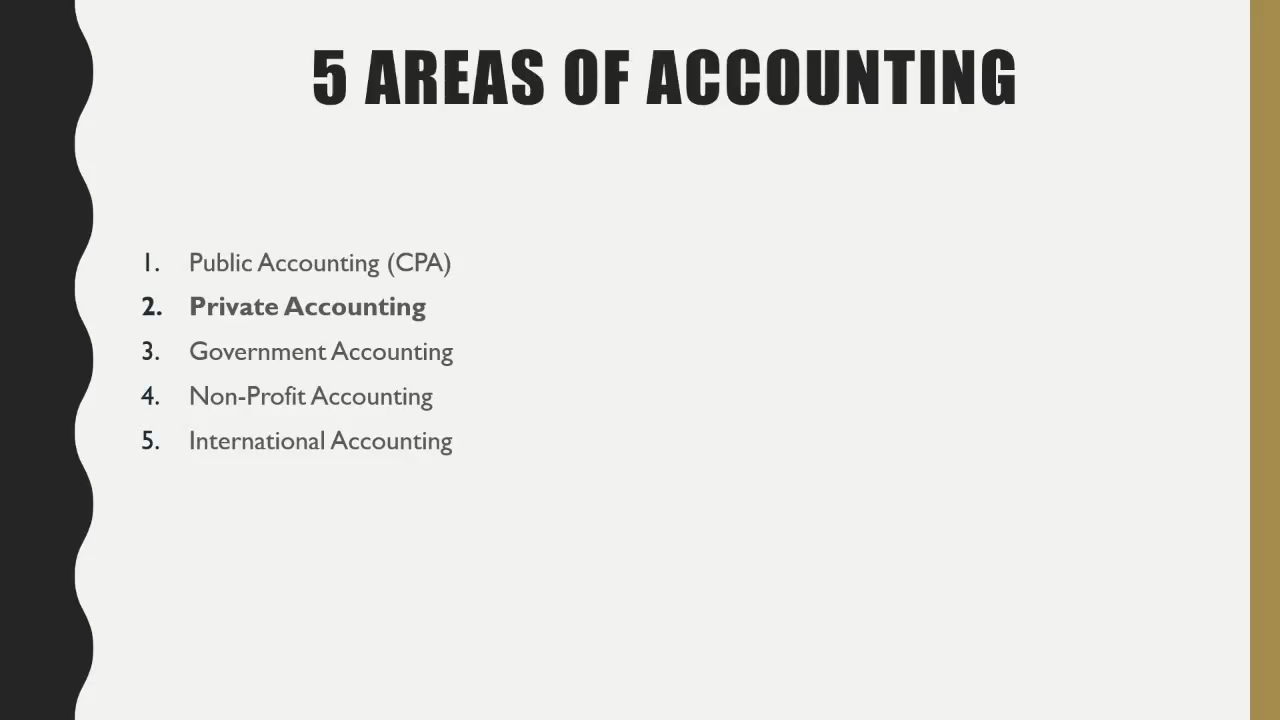 5 AREAS OF ACCOUNTING
1. Public Accounting (CPA)
2. Private Accounting
3. Government Accounting
4. Non-Profit Accounting
5. International Accounting